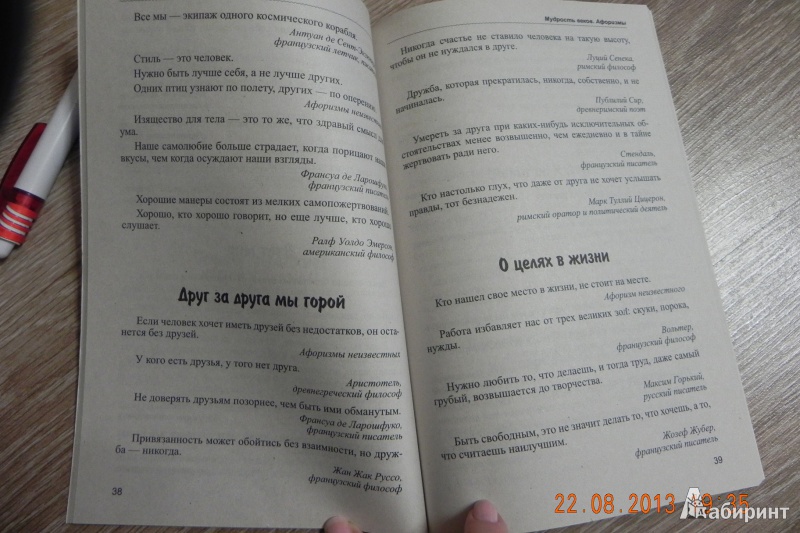 Все мы — экипаж одного космического корабля.
Антуан де Сент-Экзюпери,
французский летчик,
Стиль — это человек.
Нужно быть лучше себя, а не лучше других.
Одних птиц узнают по полету, других — по оперению.
Афоризмы неизвестных
Изящество для тела — это то же, что здравый смысл для
ума.
Наше самолюбие больше страдает, когда порицают наши
вкусы, чем когда осуждают наши взгляды.
Франсуа де Ларошфуко,
французский писатель
Хорошие манеры состоят из мелких самопожертвований.
Хорошо, кто хорошо говорит, но еще лучше, кто хорошо
слушает.
Ралф Уолдо Эмерсон,
американский философ
Друг за друга мы горой
Если человек хочет иметь друзей без недостатков, он оста-
нется без друзей.
Афоризмы неизвестных
У кого есть друзья, у того нет друга.
Аристотель,
древнегреческий философ
Не доверять друзьям позорнее, чем быть ими обманутым.
Франсуа де Ларошфуко,
французский писатель
Привязанность может обойтись без взаимности, но друж-
ба — никогда.
Жан Жак Руссо,
французский философ
38
Мудрость веков. Афоризмы
Никогда счастье не ставило человека на такую высоту,
чтобы он не нуждался в друге.
Луций Сенека,
римский философ
Дружба, которая прекратилась, никогда, собственно, и не
начиналась.
Публилий Сир,
древнеримский поэт
Умереть за друга при каких-нибудь исключительных об-
стоятельствах менее возвышенно, чем ежедневно и в тайне
жертвовать ради него.
Стендаль,
французский писатель
Кто настолько глух, что даже от друга не хочет услышать
правды, тот безнадежен.
Марк Туллий Цицерон,
римский оратор и политический деятель
О целях в жизни
Кто нашел свое место в жизни, не стоит на месте.
Афоризм неизвестного
Работа избавляет нас от трех великих зол: скуки, порока,
нужды.
Вольтер,
французский философ
Нужно любить то, что делаешь, и тогда труд, даже самый
грубый, возвышается до творчества.
Максим Горький,
русский писатель
Быть свободным, это не значит делать то, что хочешь, а то,
что считаешь наилучшим.
Жозеф Жубер,
французский писатель
39
22.08.2013 19:35
Лабиринт